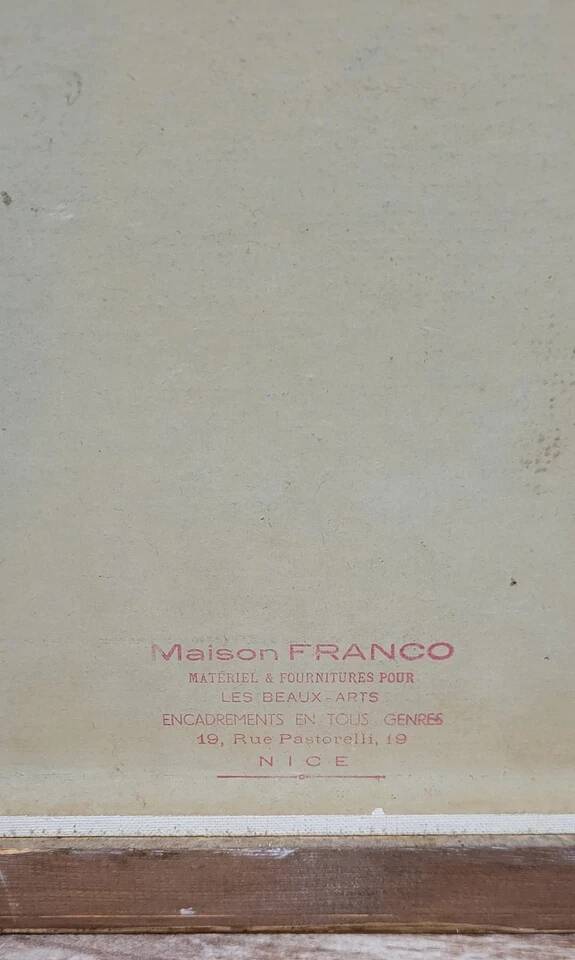 Maison FRANCO
MATÉRIEL & FOURNITURES POUR
LES BEAUX-ARTS
ENCADREMENTS EN TOUS GENRES
19, Rue Pastorelli, 19
NICE